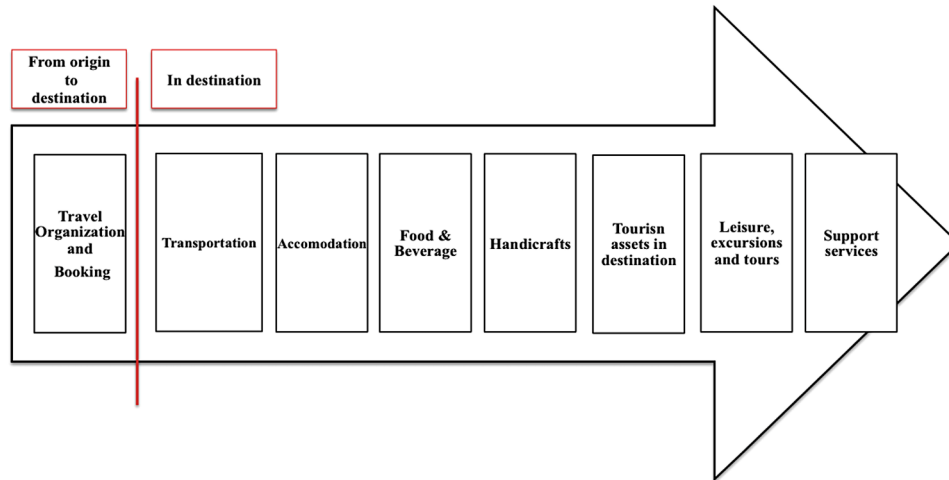 From origin
to
destination
In destination
Travel
Organization
and
Booking
Transportation
Accomodation
Food &
Beverage
Handicrafts
Tourisn
assets in
destination
Leisure,
excursions
and tours
Support
services